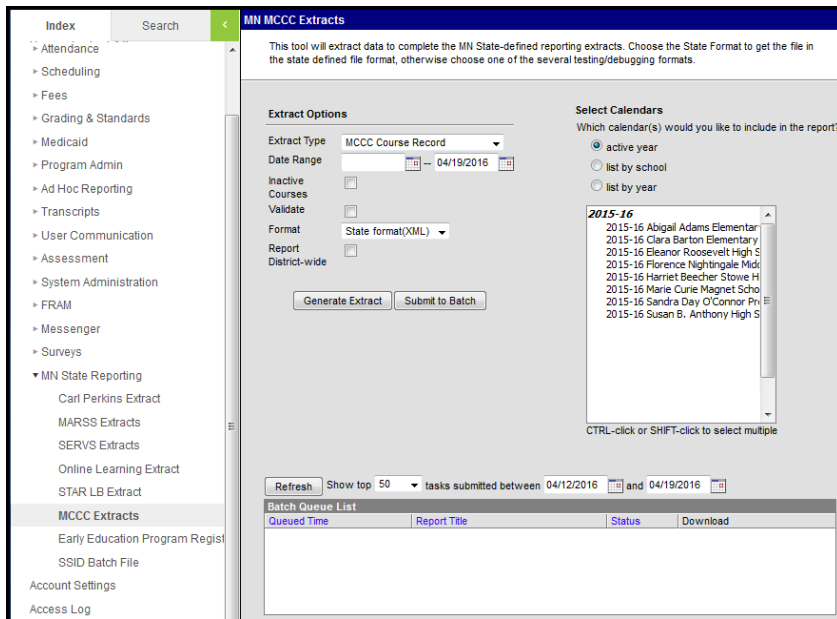 Index
Search
Attendance
Scheduling
Fees
Grading & Standards
Medicaid
Program Admin
Ad Hoc Reporting
Transcripts
User Communication
Assessment
System Administration
FRAM
Messenger
Surveys
MN State Reporting
Carl Perkins Extract
MARSS Extracts
SERVS Extracts
Online Learning Extract
STAR LB Extract
MCCC Extracts
Early Education Program Regist
SSID Batch File
Account Settings
Access Log
MN MCCC Extracts
This tool will extract data to complete the MN State-defined reporting extracts. Choose the State Format to get the file in
the state defined file format, otherwise choose one of the several testing/debugging formats.
Extract Options
Extract Type MCCC Course Record
Date Range -- 04/19/2016
Inactive
Courses
Validate
Format State format(XML)
Report
District-wide
Generate Extract Submit to Batch
Select Calendars
Which calendar(s) would you like to include in the report?
active year
list by school
list by year
2015-16
2015-16 Abigail Adams Elementar
2015-16 Clara Barton Elementary
2015-16 Eleanor Roosevelt High S
2015-16 Florence Nightingale Midd
2015-16 Harriet Beecher Stowe H
2015-16 Marie Curie Magnet Scho
2015-16 Sandra Day O'Connor Pr
2015-16 Susan B. Anthony High S
CTRL-click or SHIFT-click to select multiple
Refresh Show top 50 tasks submitted between 04/12/2016 and 04/19/2016
Batch Queue List
Queued Time Report Title Status Download